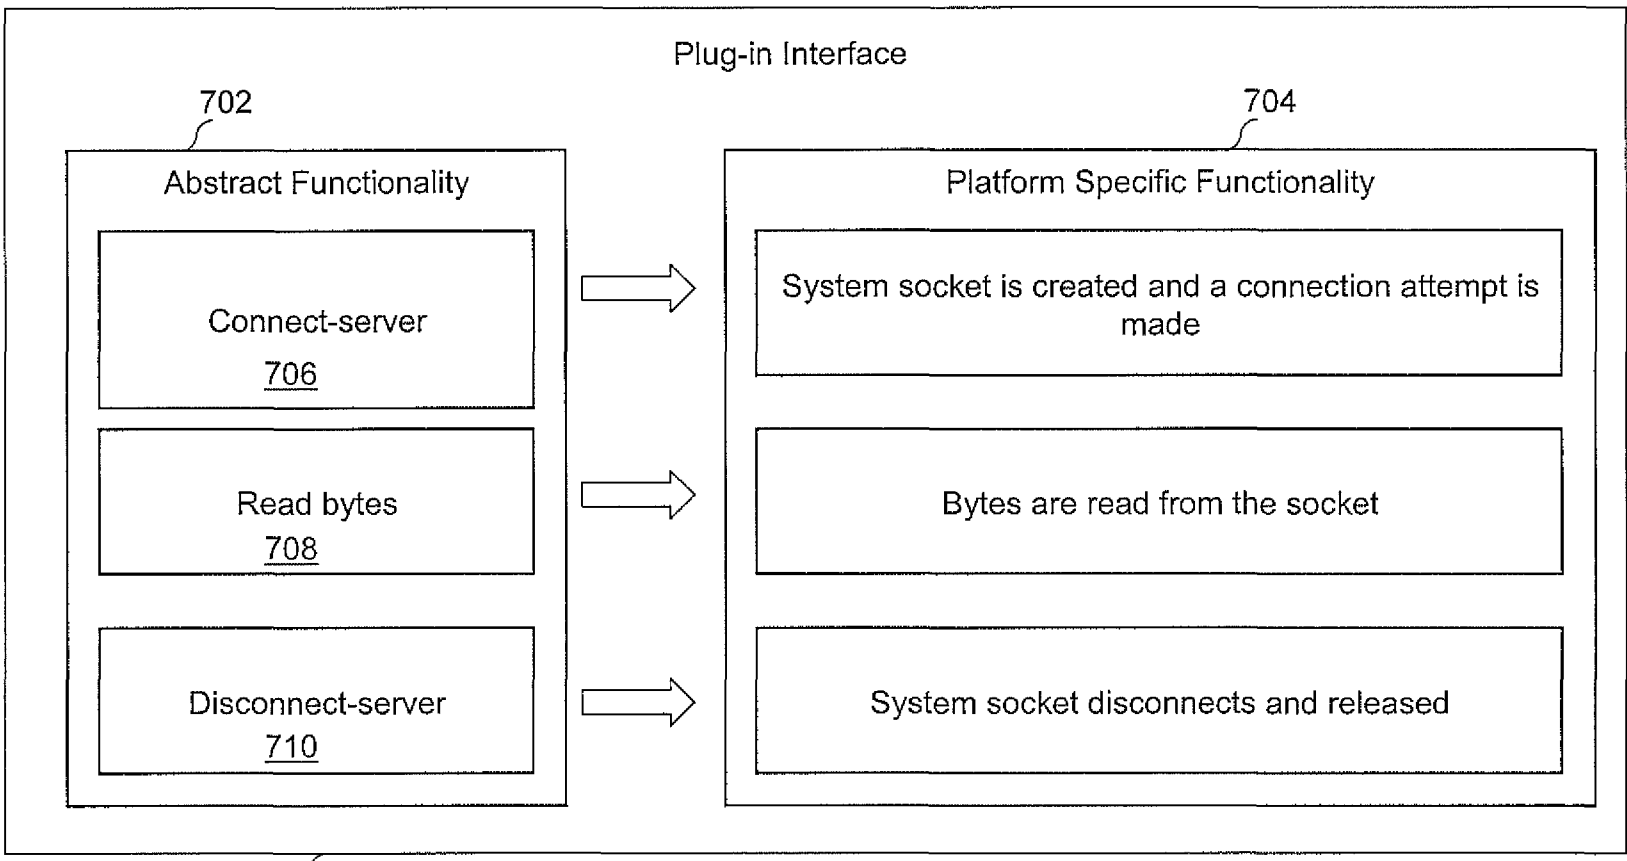 Plug-in Interface
702
704
Abstract Functionality
Platform Specific Functionality
Connect-server
706
System socket is created and a connection attempt is
made
Read bytes
708
Bytes are read from the socket
Disconnect-server
710
System socket disconnects and released